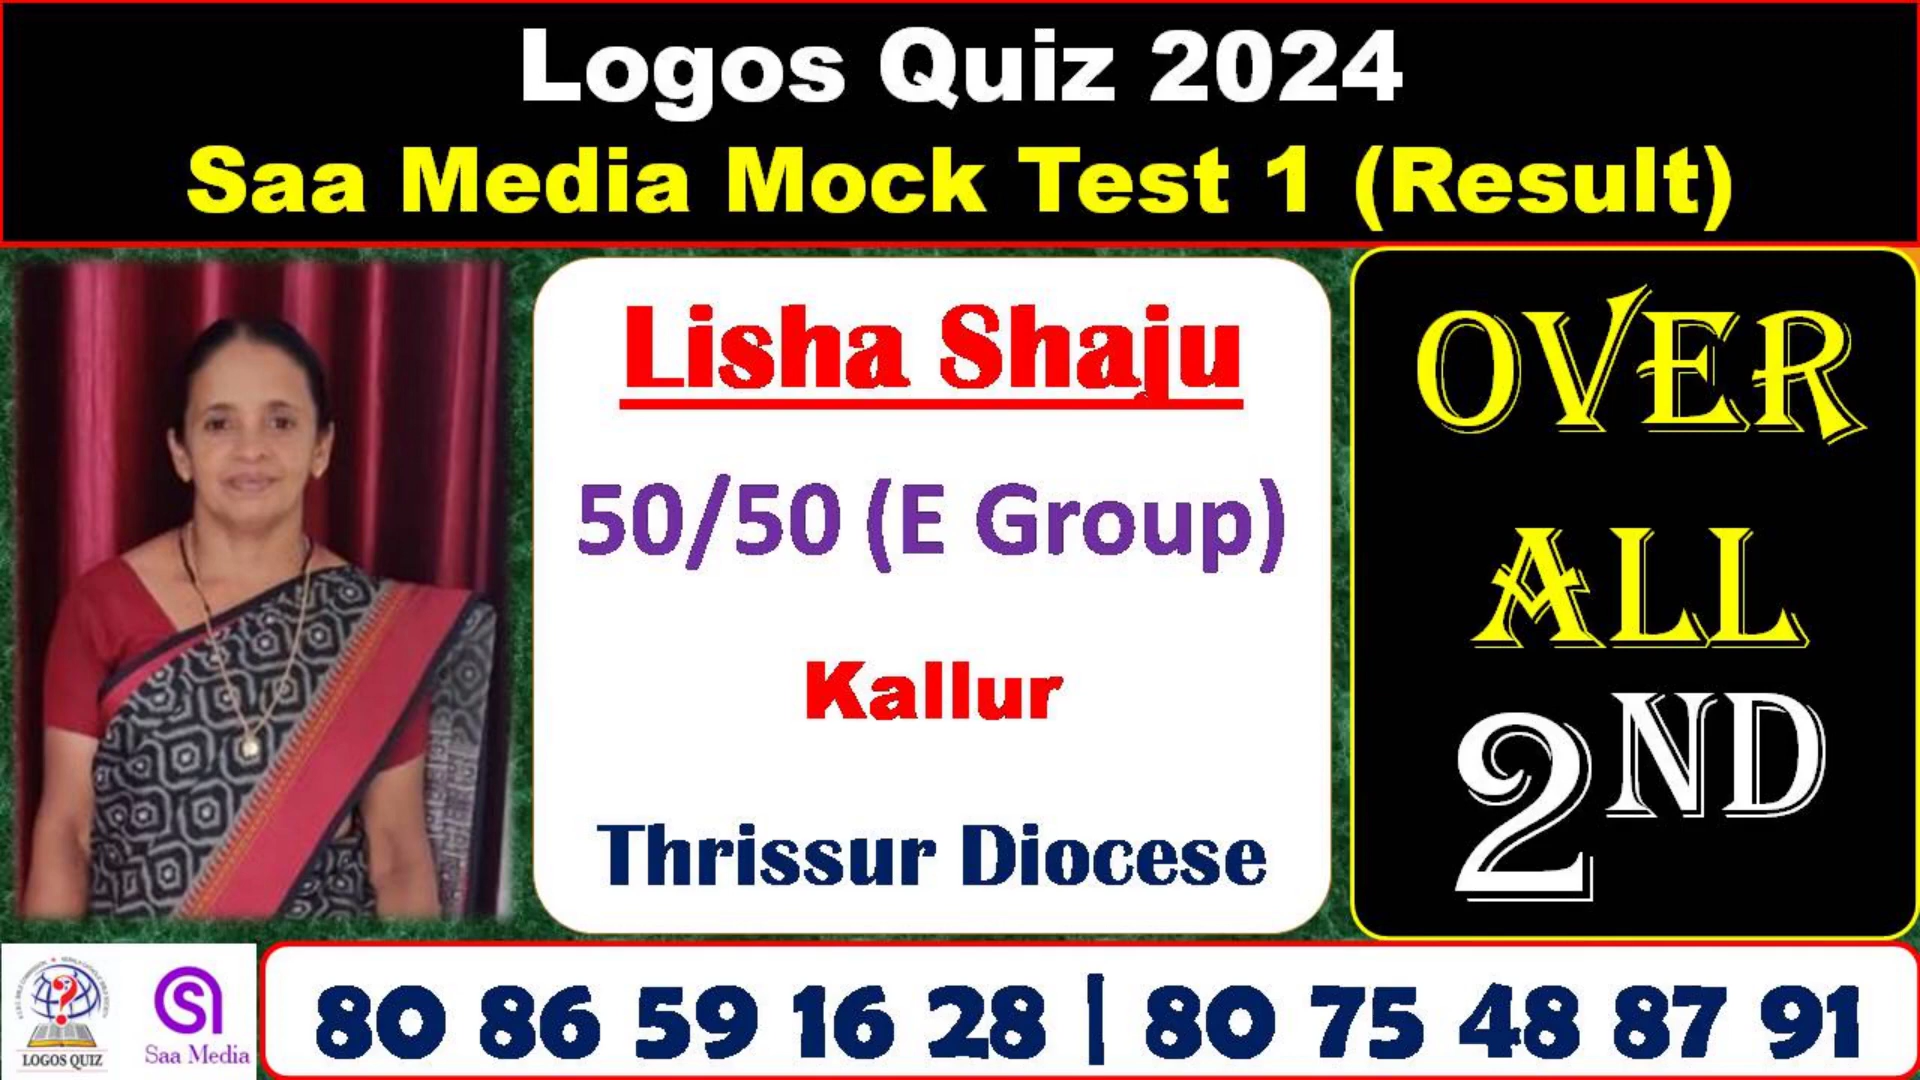 Logos Quiz 2024
Saa Media Mock Test 1 (Result)
Lisha Shaju
50/50 (E Group)
Kallur
Thrissur Diocese
OVER
ALL
2ND
LOGOS QUIZ
Saa Media
80 86 59 16 28 | 80 75 48 87 91